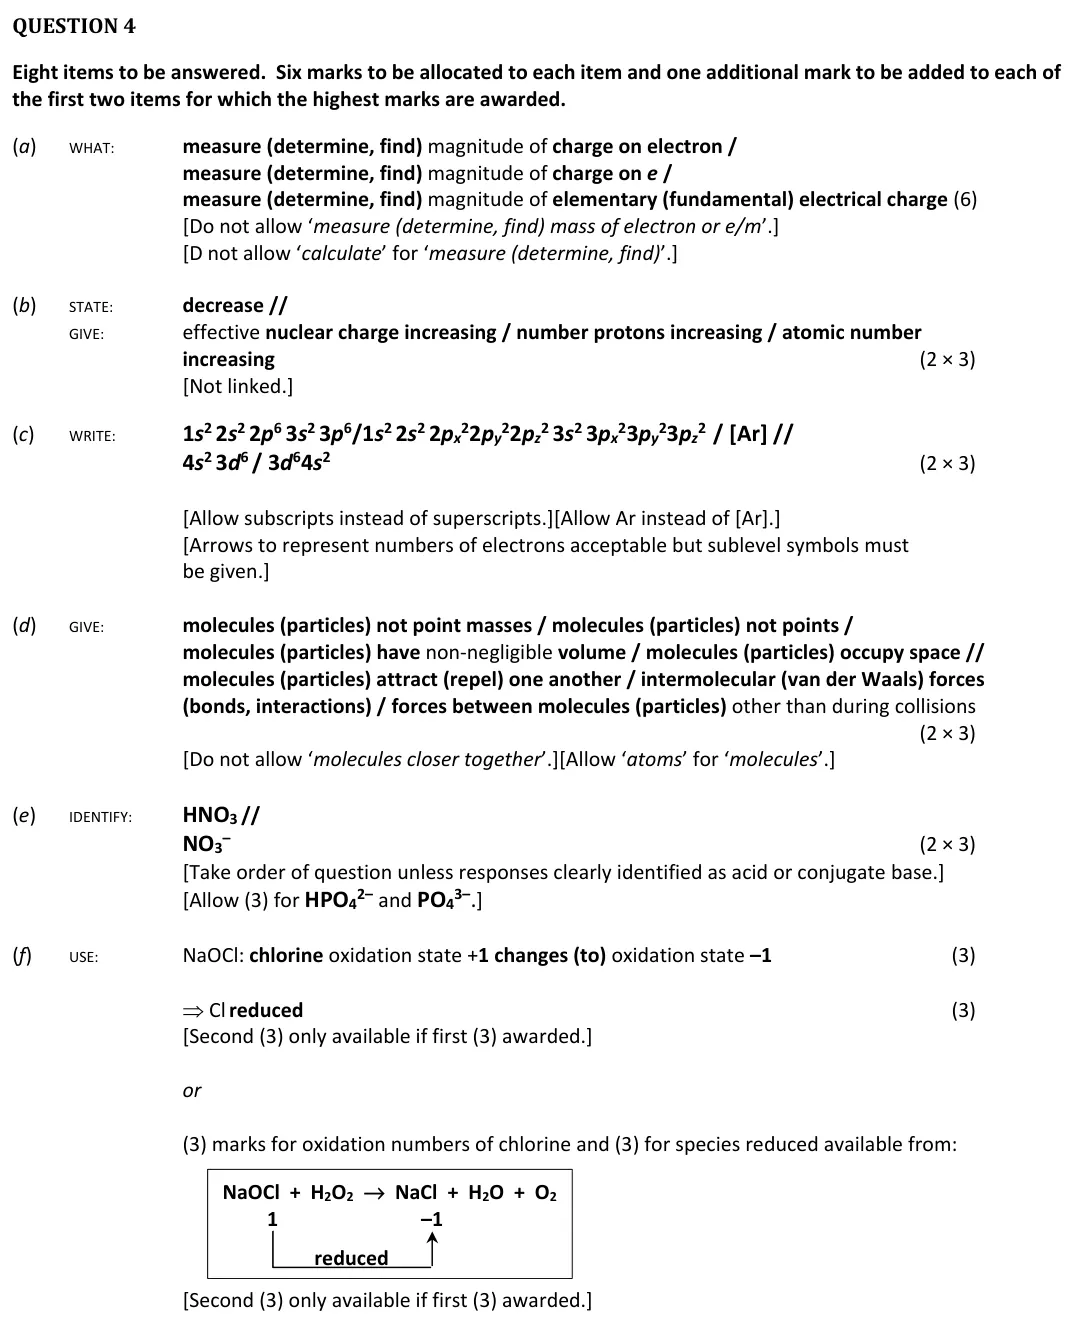 QUESTION 4
Eight items to be answered. Six marks to be allocated to each item and one additional mark to be added to each of
the first two items for which the highest marks are awarded.
(a) WHAT: measure (determine, find) magnitude of charge on electron /
measure (determine, find) magnitude of charge on e /
measure (determine, find) magnitude of elementary (fundamental) electrical charge (6)
[Do not allow ‘measure (determine, find) mass of electron or e/m’.]
[D not allow ‘calculate’ for ‘measure (determine, find)’.]
(b) STATE: decrease //
GIVE: effective nuclear charge increasing / number protons increasing / atomic number
increasing (2 × 3)
[Not linked.]
(c) WRITE: 1s² 2s² 2p⁶ 3s² 3p⁶/1s² 2s² 2pₓ²2p_y²2p_z² 3s² 3pₓ²3p_y²3p_z² / [Ar] //
4s² 3d⁶ / 3d⁶4s² (2 × 3)
[Allow subscripts instead of superscripts.][Allow Ar instead of [Ar].]
[Arrows to represent numbers of electrons acceptable but sublevel symbols must
be given.]
(d) GIVE: molecules (particles) not point masses / molecules (particles) not points /
molecules (particles) have non-negligible volume / molecules (particles) occupy space //
molecules (particles) attract (repel) one another / intermolecular (van der Waals) forces
(bonds, interactions) / forces between molecules (particles) other than during collisions
(2 × 3)
[Do not allow ‘molecules closer together’.][Allow ‘atoms’ for ‘molecules’.]
(e) IDENTIFY: HNO₃ //
NO₃⁻ (2 × 3)
[Take order of question unless responses clearly identified as acid or conjugate base.]
[Allow (3) for HPO₄²⁻ and PO₄³⁻.]
(f) USE: NaOCl: chlorine oxidation state +1 changes (to) oxidation state –1 (3)
⇒ Cl reduced (3)
[Second (3) only available if first (3) awarded.]
or
(3) marks for oxidation numbers of chlorine and (3) for species reduced available from:
NaOCl + H₂O₂ → NaCl + H₂O + O₂
1 –1
reduced
[Second (3) only available if first (3) awarded.]